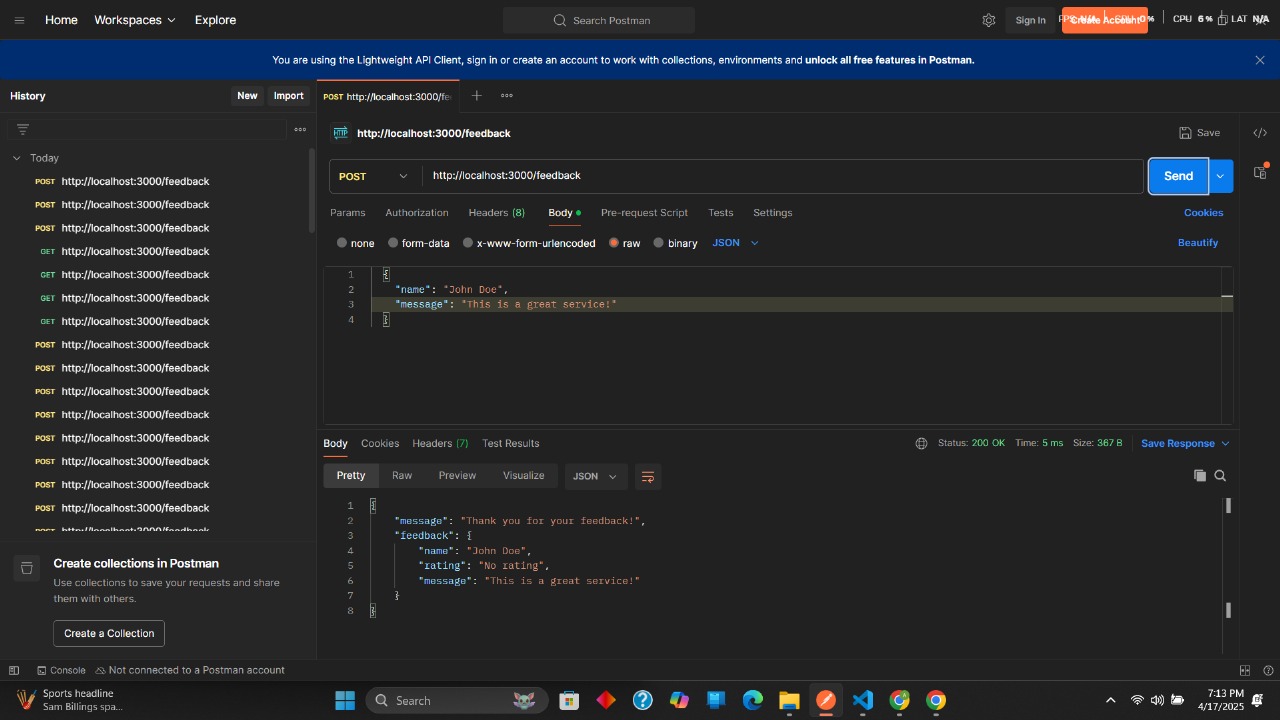 Home Workspaces Explore Search Postman Sign In Create Account CPU 6% LAT N/A
You are using the Lightweight API Client, sign in or create an account to work with collections, environments and unlock all free features in Postman.
History New Import
POST http://localhost:3000/fe
Today
POST http://localhost:3000/feedback
POST http://localhost:3000/feedback
POST http://localhost:3000/feedback
GET http://localhost:3000/feedback
GET http://localhost:3000/feedback
GET http://localhost:3000/feedback
GET http://localhost:3000/feedback
POST http://localhost:3000/feedback
POST http://localhost:3000/feedback
POST http://localhost:3000/feedback
POST http://localhost:3000/feedback
POST http://localhost:3000/feedback
POST http://localhost:3000/feedback
POST http://localhost:3000/feedback
POST http://localhost:3000/feedback
POST http://localhost:3000/feedback
Create collections in Postman
Use collections to save your requests and share
them with others.
Create a Collection
HTTP http://localhost:3000/feedback Save
POST http://localhost:3000/feedback Send
Params Authorization Headers (8) Body Pre-request Script Tests Settings Cookies
none form-data x-www-form-urlencoded raw binary JSON Beautify
1 {
2 "name": "John Doe",
3 "message": "This is a great service!"
4 }
Body Cookies Headers (7) Test Results Status: 200 OK Time: 5 ms Size: 367 B Save Response
Pretty Raw Preview Visualize JSON
1 {
2 "message": "Thank you for your feedback!",
3 "feedback": {
4 "name": "John Doe",
5 "rating": "No rating",
6 "message": "This is a great service!"
7 }
8 }
Console Not connected to a Postman account
Sports headline
Sam Billings spa...
Search
7:13 PM
4/17/2025